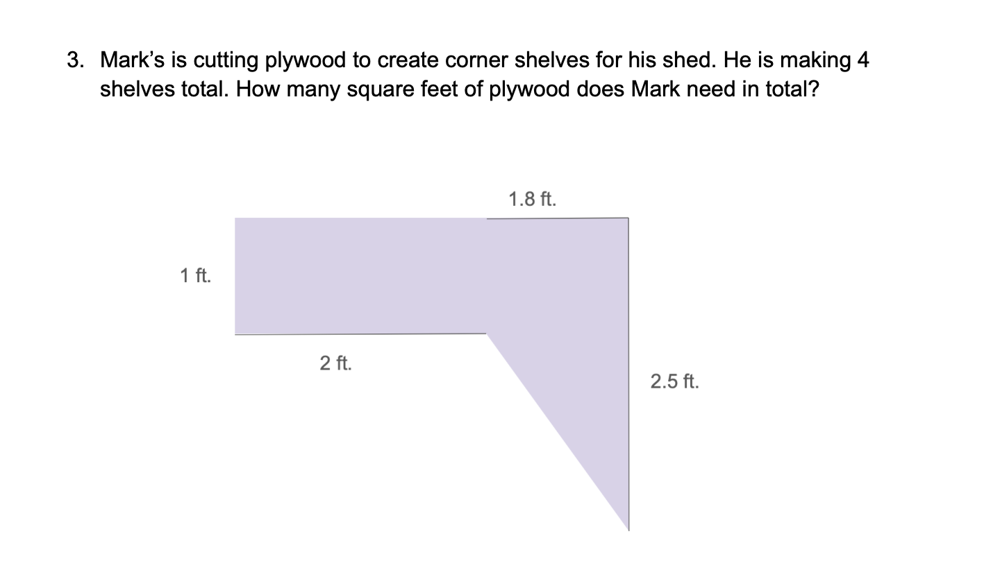 3. Mark’s is cutting plywood to create corner shelves for his shed. He is making 4
shelves total. How many square feet of plywood does Mark need in total?
1.8 ft.
1 ft.
2 ft.
2.5 ft.